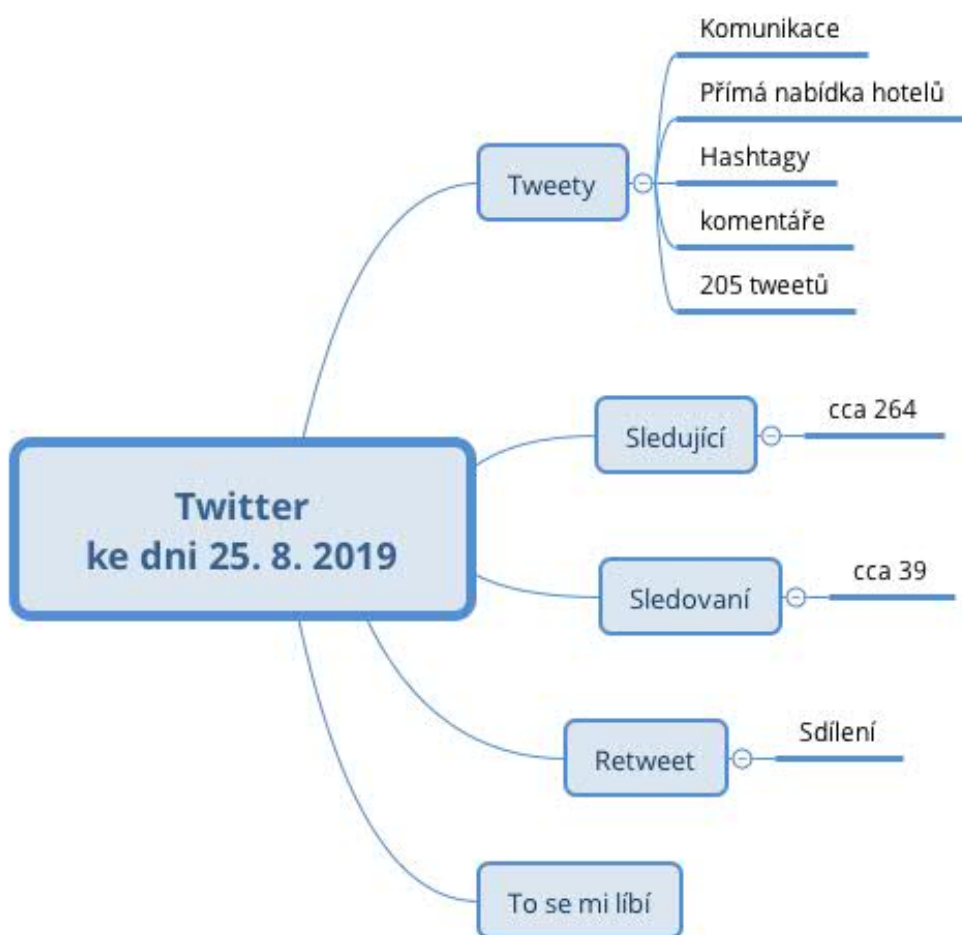 Komunikace
Přímá nabídka hotelů
Tweety
Hashtagy
komentáře
205 tweetů
Sledující
cca 264
Twitter
ke dni 25. 8. 2019
Sledovaní
cca 39
Retweet
Sdílení
To se mi líbí